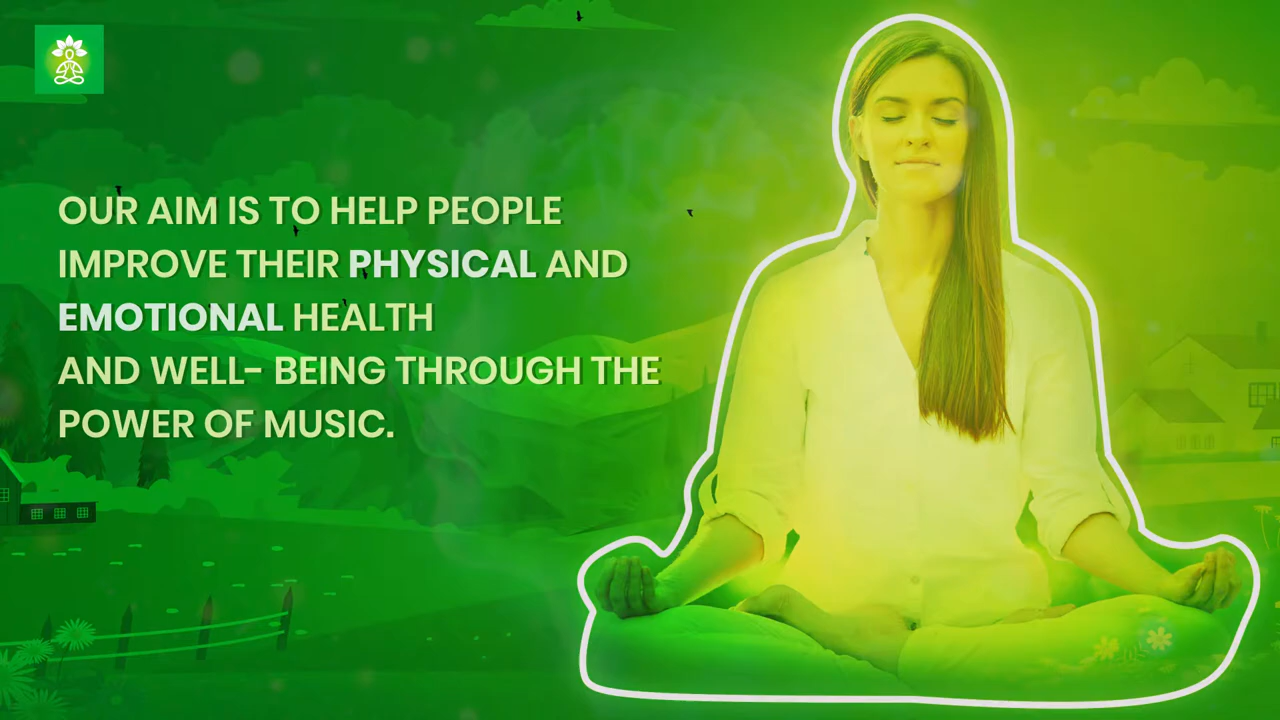 OUR AIM IS TO HELP PEOPLE
IMPROVE THEIR PHYSICAL AND
EMOTIONAL HEALTH
AND WELL- BEING THROUGH THE
POWER OF MUSIC.